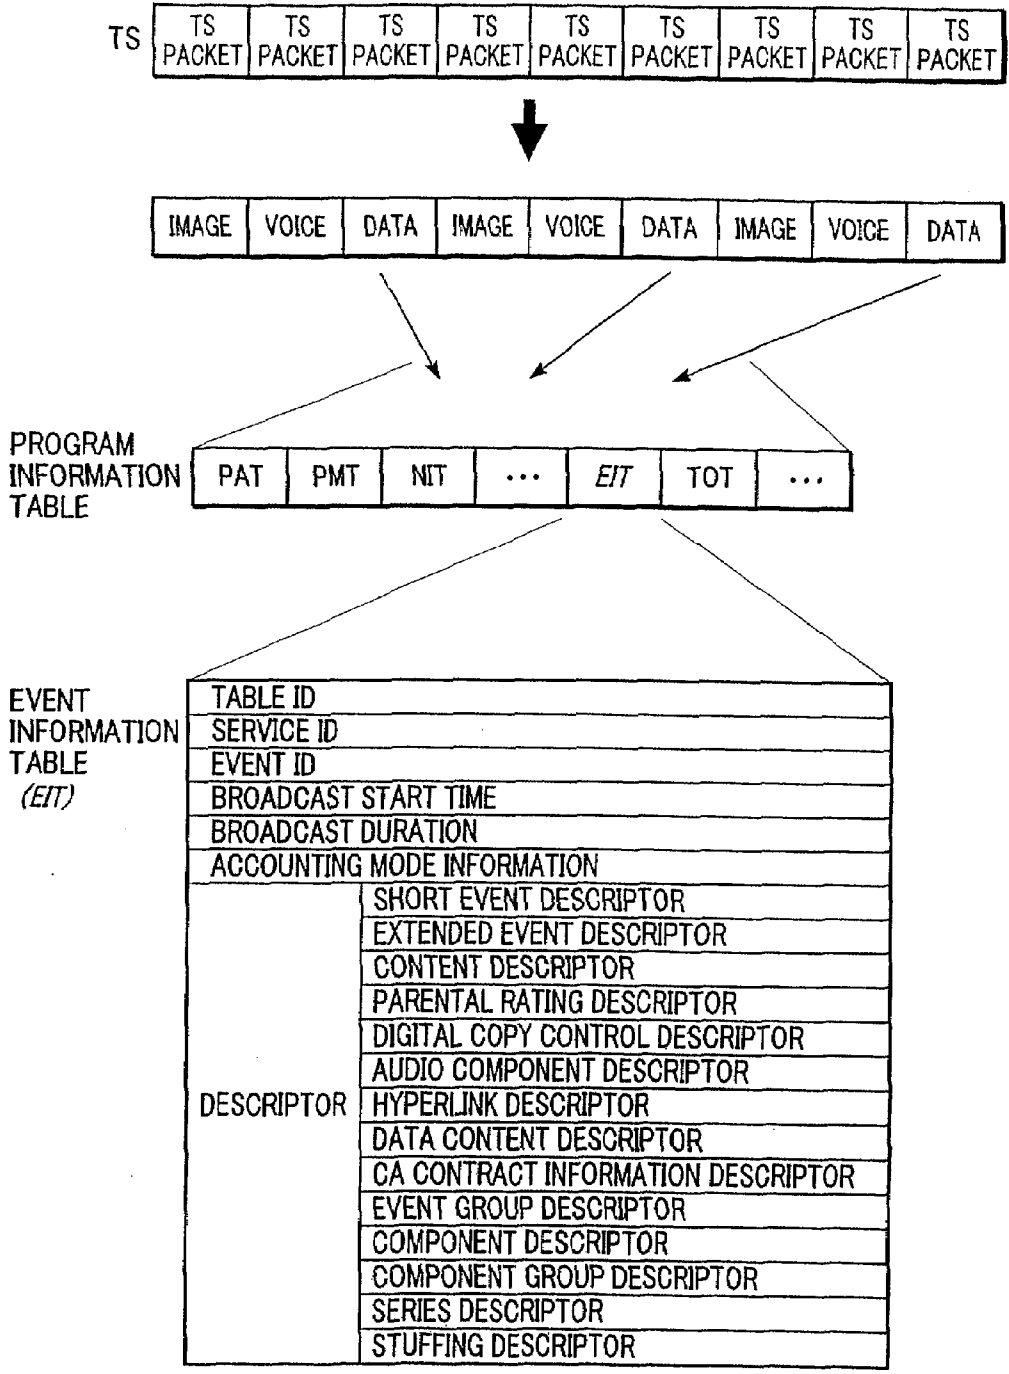 TS
TS PACKET
TS PACKET
TS PACKET
TS PACKET
TS PACKET
TS PACKET
TS PACKET
TS PACKET
TS PACKET
IMAGE VOICE DATA IMAGE VOICE DATA IMAGE VOICE DATA
PROGRAM
INFORMATION
TABLE
PAT PMT NIT ... EIT TOT ...
EVENT
INFORMATION
TABLE
(EIT)
TABLE ID
SERVICE ID
EVENT ID
BROADCAST START TIME
BROADCAST DURATION
ACCOUNTING MODE INFORMATION
DESCRIPTOR
SHORT EVENT DESCRIPTOR
EXTENDED EVENT DESCRIPTOR
CONTENT DESCRIPTOR
PARENTAL RATING DESCRIPTOR
DIGITAL COPY CONTROL DESCRIPTOR
AUDIO COMPONENT DESCRIPTOR
HYPERLINK DESCRIPTOR
DATA CONTENT DESCRIPTOR
CA CONTRACT INFORMATION DESCRIPTOR
EVENT GROUP DESCRIPTOR
COMPONENT DESCRIPTOR
COMPONENT GROUP DESCRIPTOR
SERIES DESCRIPTOR
STUFFING DESCRIPTOR